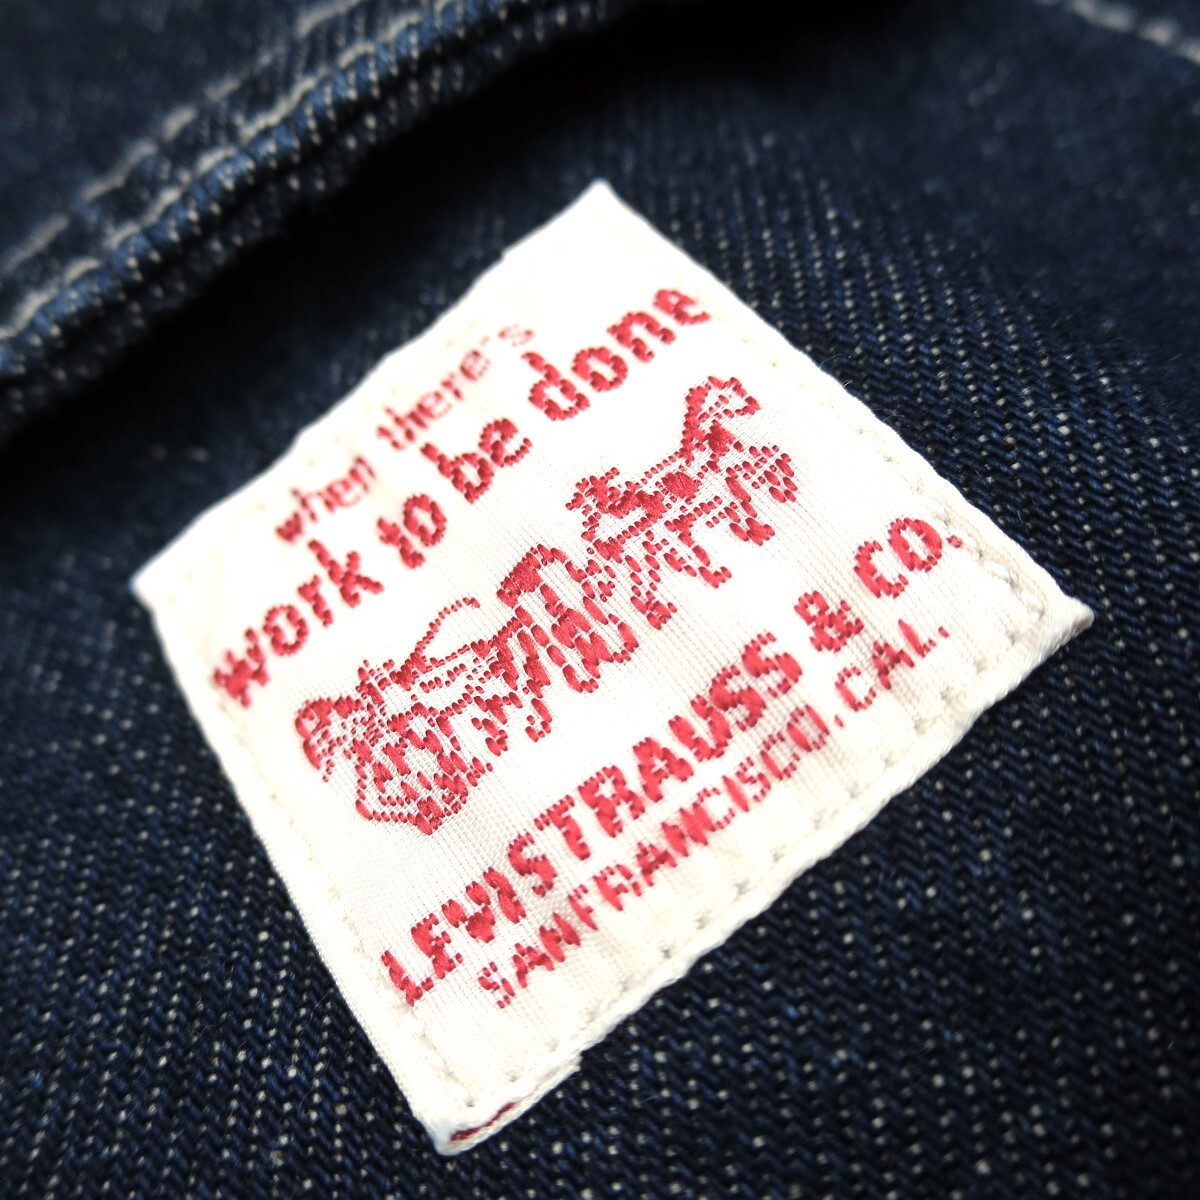 when there's
work to be done
LEVI STRAUSS & CO.
SAN FRANCISCO, CAL.